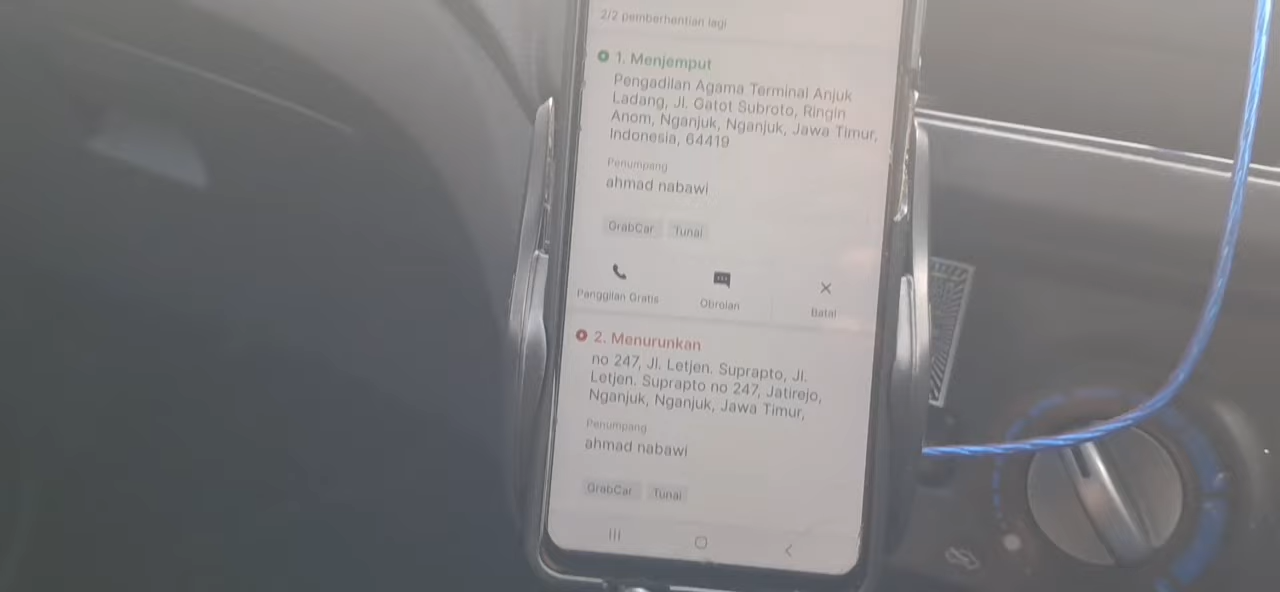 2/2 pemberhentian lagi
1. Menjemput
Pengadilan Agama Terminal Anjuk
Ladang, Jl. Gatot Subroto, Ringin
Anom, Nganjuk, Nganjuk, Jawa Timur,
Indonesia, 64419
Penumpang
ahmad nabawi
GrabCar Tunai
Panggilan Gratis Obrolan Batal
2. Menurunkan
no 247, Jl. Letjen. Suprapto, Jl.
Letjen. Suprapto no 247, Jatirejo,
Nganjuk, Nganjuk, Jawa Timur,
Penumpang
ahmad nabawi
GrabCar Tunai